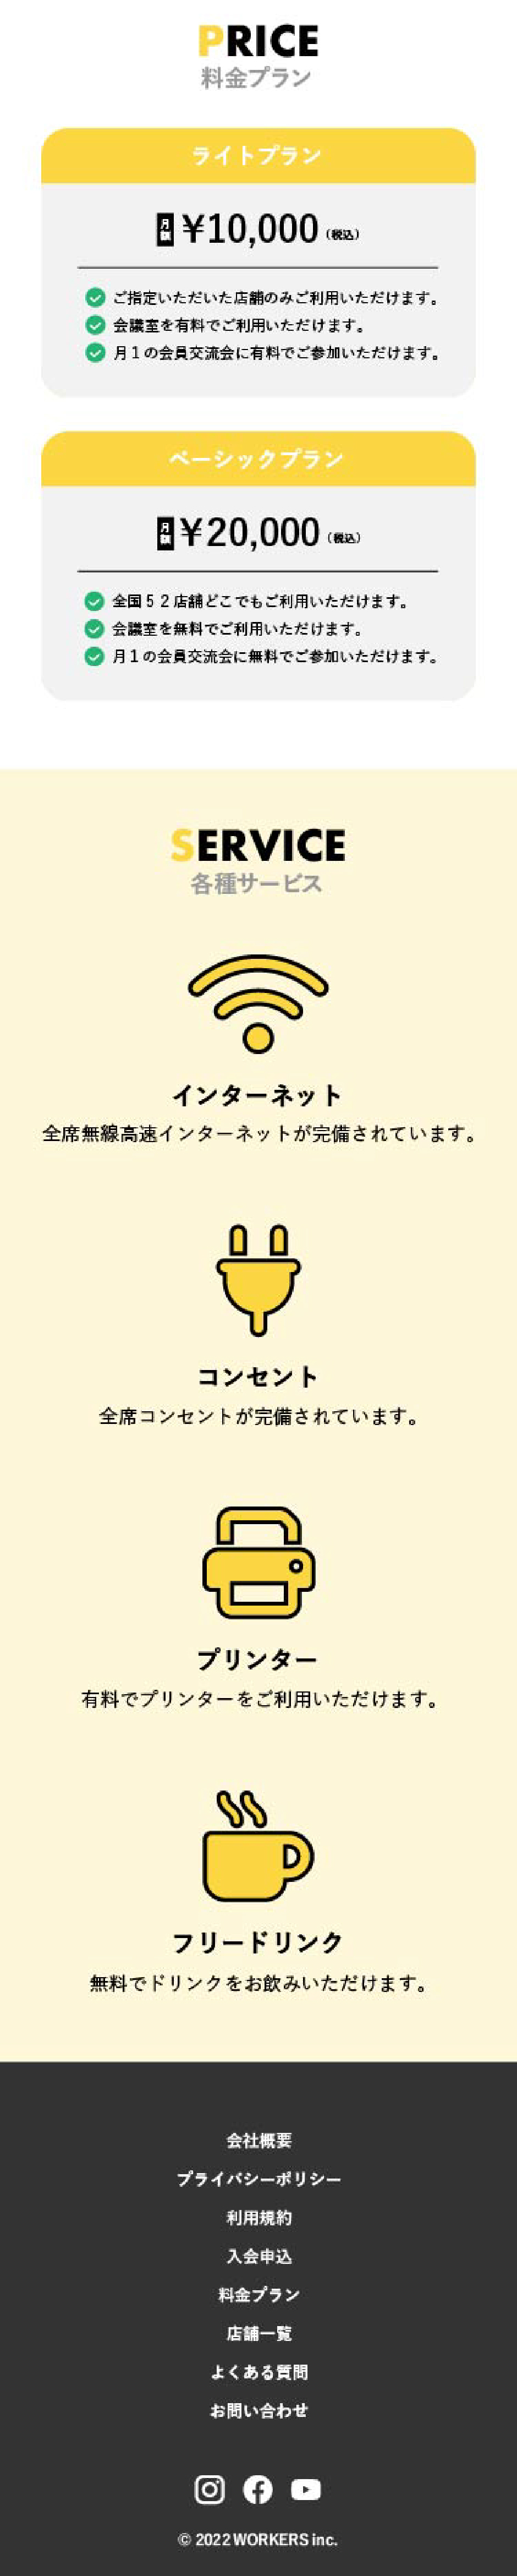 PRICE
料金プラン
ライトプラン
月額 ¥10,000 (税込)
ご指定いただいた店舗のみご利用いただけます。
会議室を有料でご利用いただけます。
月1の会員交流会に有料でご参加いただけます。
ベーシックプラン
月額 ¥20,000 (税込)
全国52店舗どこでもご利用いただけます。
会議室を無料でご利用いただけます。
月1の会員交流会に無料でご参加いただけます。
SERVICE
各種サービス
インターネット
全席無線高速インターネットが完備されています。
コンセント
全席コンセントが完備されています。
プリンター
有料でプリンターをご利用いただけます。
フリードリンク
無料でドリンクをお飲みいただけます。
会社概要
プライバシーポリシー
利用規約
入会申込
料金プラン
店舗一覧
よくある質問
お問い合わせ
© 2022 WORKERS inc.